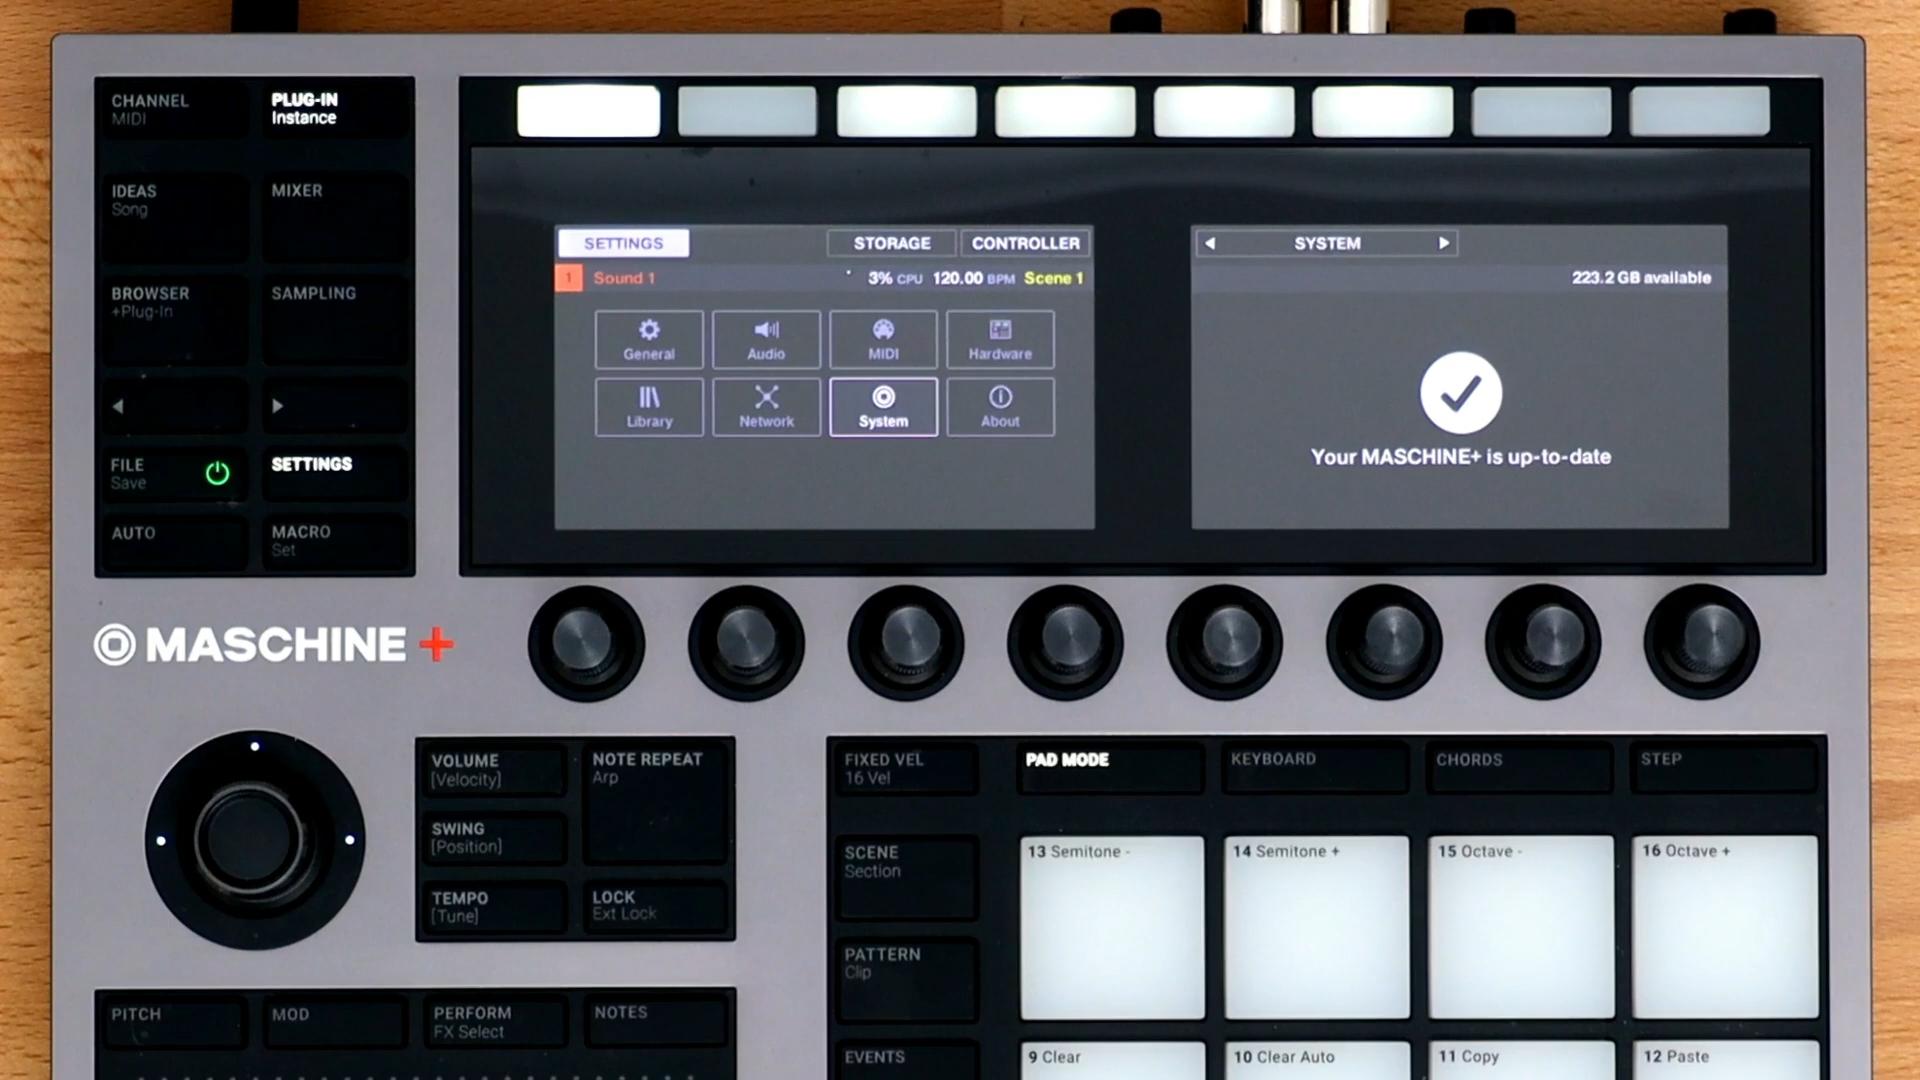 CHANNEL
MIDI
PLUG-IN
Instance
IDEAS
Song
MIXER
BROWSER
+Plug-In
SAMPLING
FILE
Save
SETTINGS
AUTO
MACRO
Set
SETTINGS
STORAGE
CONTROLLER
1 Sound 1
3% CPU 120.00 BPM Scene 1
General
Audio
MIDI
Hardware
Library
Network
System
About
SYSTEM
223.2 GB available
Your MASCHINE+ is up-to-date
MASCHINE +
VOLUME
[Velocity]
NOTE REPEAT
Arp
SWING
[Position]
TEMPO
[Tune]
LOCK
Ext Lock
FIXED VEL
16 Vel
PAD MODE
KEYBOARD
CHORDS
STEP
SCENE
Section
13 Semitone -
14 Semitone +
15 Octave -
16 Octave +
PATTERN
Clip
PITCH
MOD
PERFORM
FX Select
NOTES
EVENTS
9 Clear
10 Clear Auto
11 Copy
12 Paste